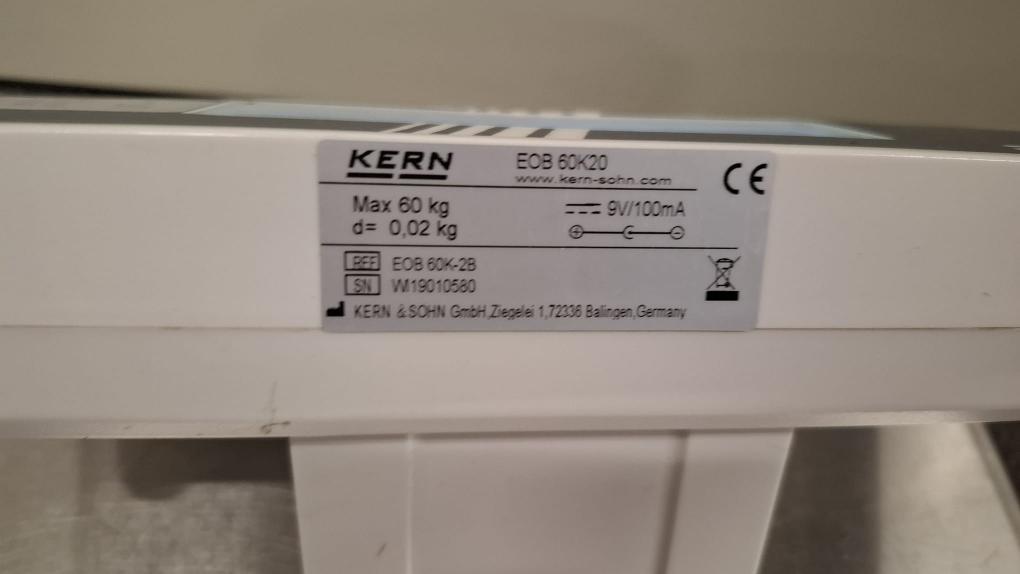 KERN EOB 60K20
www.kern-sohn.com
CE
Max 60 kg
d= 0,02 kg
9V/100mA
REF EOB 60K-2B
SN WI19010580
KERN & SOHN GmbH,Ziegelei 1,72336 Balingen,Germany